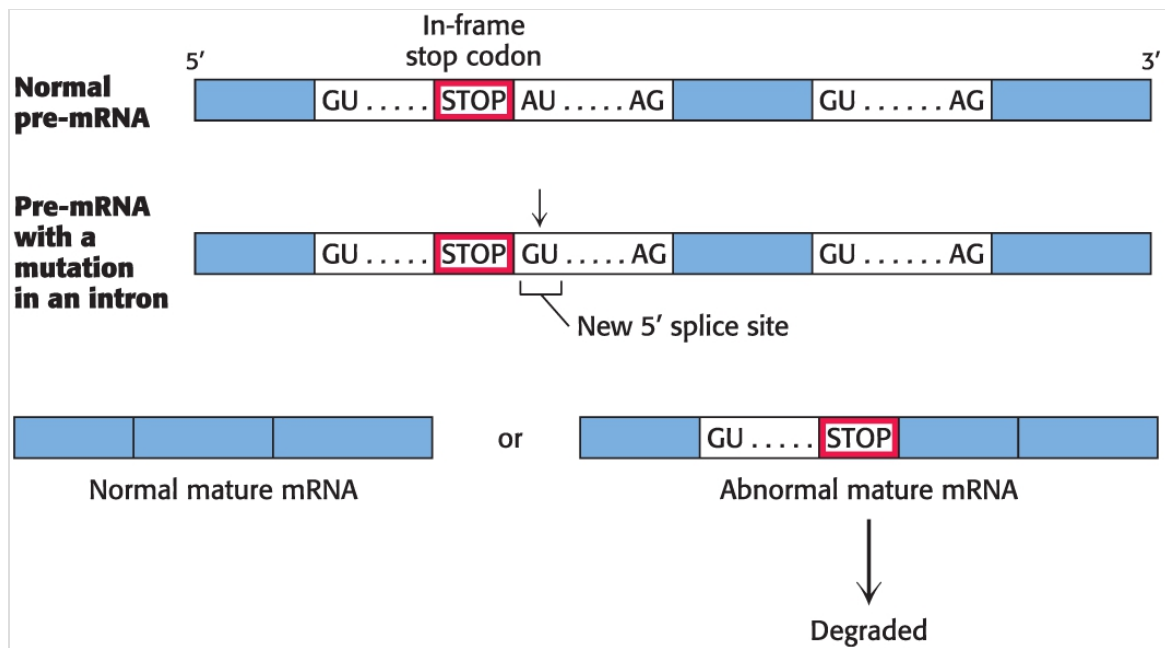 In-frame
stop codon
5′ 3′
Normal
pre-mRNA
GU ..... STOP AU ..... AG GU ...... AG
Pre-mRNA
with a
mutation
in an intron
GU ..... STOP GU ..... AG GU ...... AG
New 5′ splice site
or
GU ..... STOP
Normal mature mRNA
Abnormal mature mRNA
Degraded